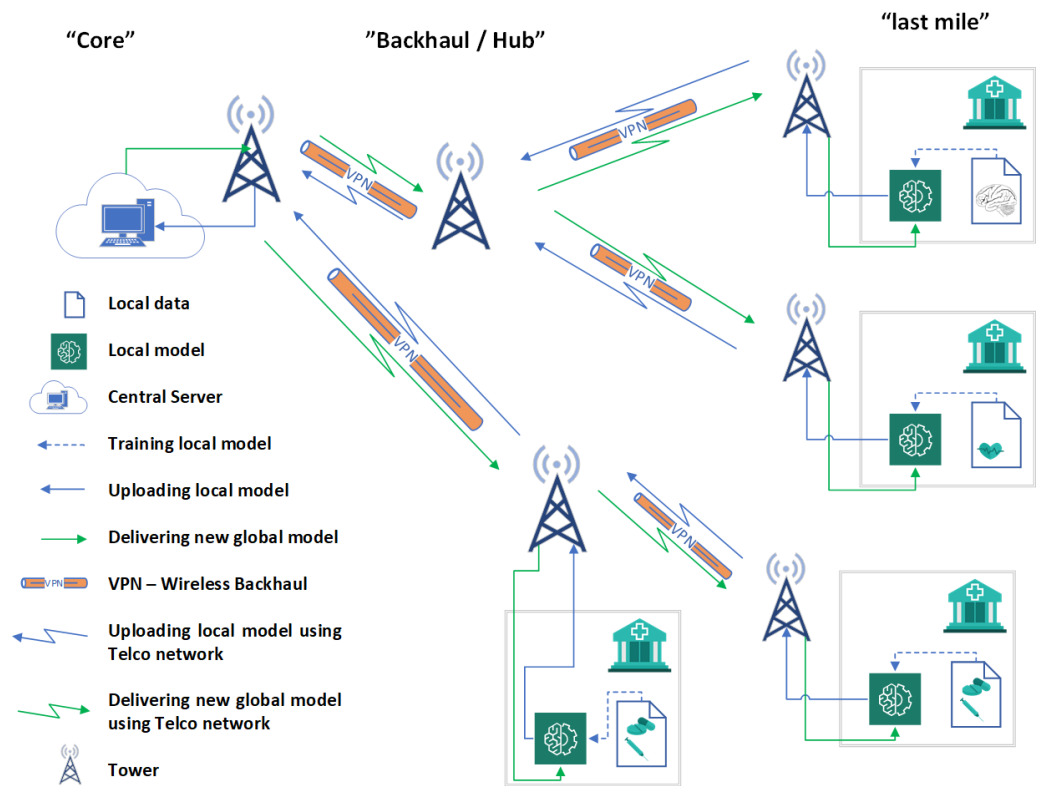 “Core”
”Backhaul / Hub”
“last mile”
VPN
VPN
VPN
VPN
VPN
Local data
Local model
Central Server
Training local model
Uploading local model
Delivering new global model
VPN
VPN – Wireless Backhaul
Uploading local model using
Telco network
Delivering new global model
using Telco network
Tower